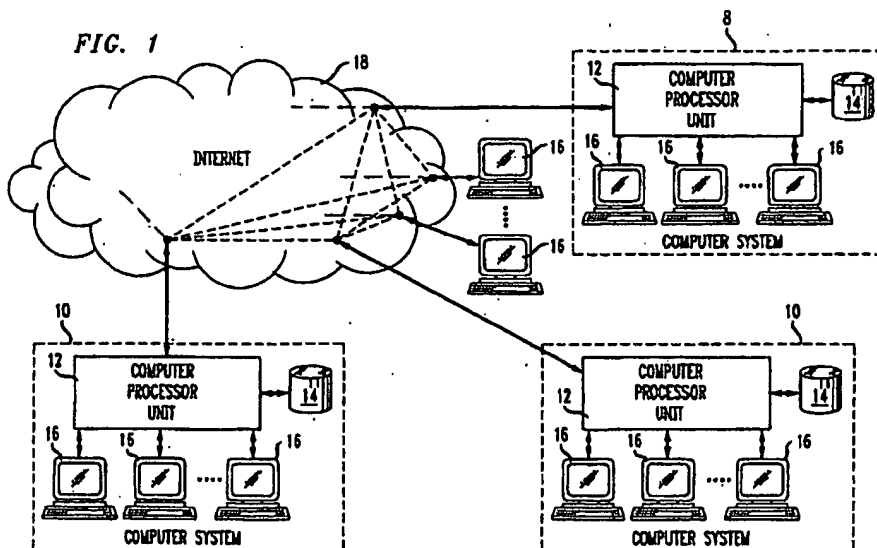 FIG. 1
18
INTERNET
16
16
8
12
COMPUTER
PROCESSOR
UNIT
14
16
16
16
COMPUTER SYSTEM
10
12
COMPUTER
PROCESSOR
UNIT
14
16
16
16
COMPUTER SYSTEM
10
12
COMPUTER
PROCESSOR
UNIT
14
16
16
16
COMPUTER SYSTEM